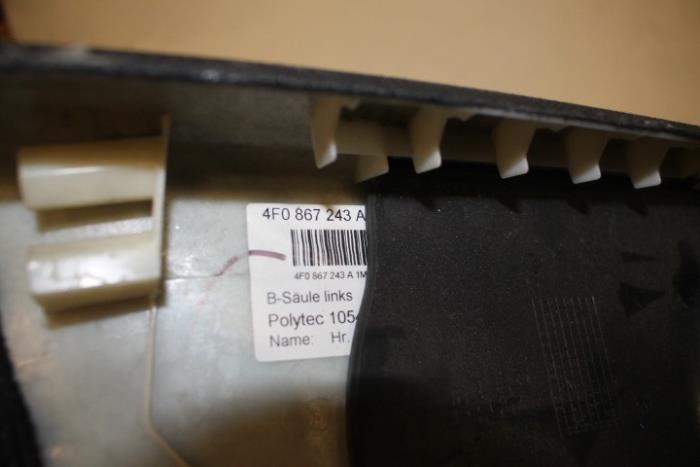 4F0 867 243 A
4F0 867 243 A 1M
B-Säule links
Polytec 105
Name: Hr.